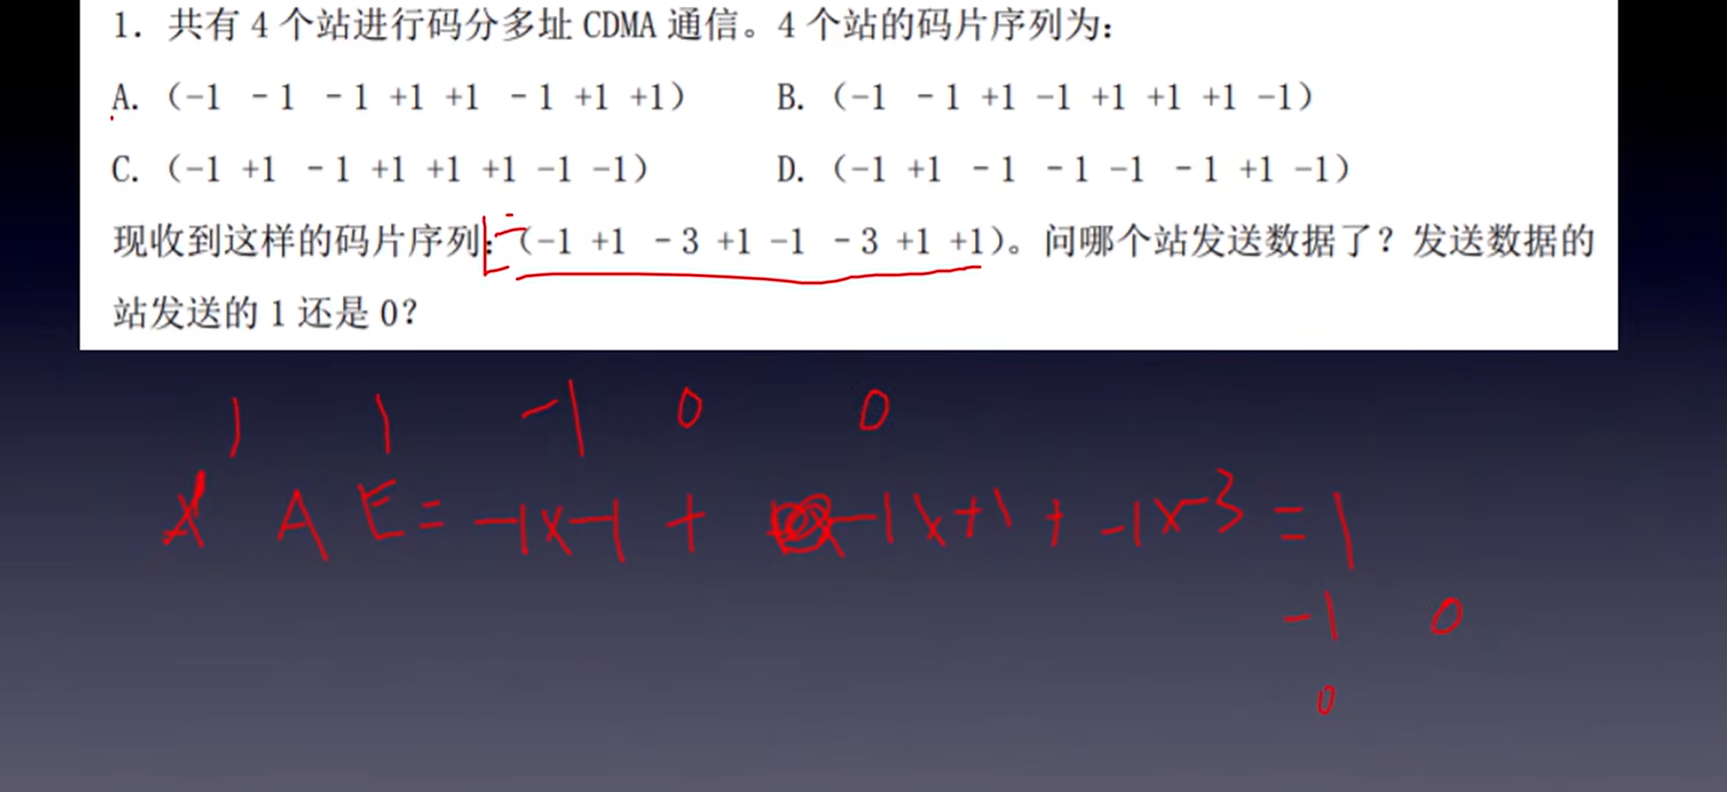 1. 共有 4 个站进行码分多址 CDMA 通信。4 个站的码片序列为：
A. （-1 -1 -1 +1 +1 -1 +1 +1） B. （-1 -1 +1 -1 +1 +1 +1 -1）
C. （-1 +1 -1 +1 +1 +1 -1 -1） D. （-1 +1 -1 -1 -1 -1 +1 -1）
现收到这样的码片序列：（-1 +1 -3 +1 -1 -3 +1 +1）。问哪个站发送数据了？发送数据的
站发送的 1 还是 0？
1 1 -1 0 0
A E = -1x-1 + -1x+1 + -1x-3 = 1
-1 0
0